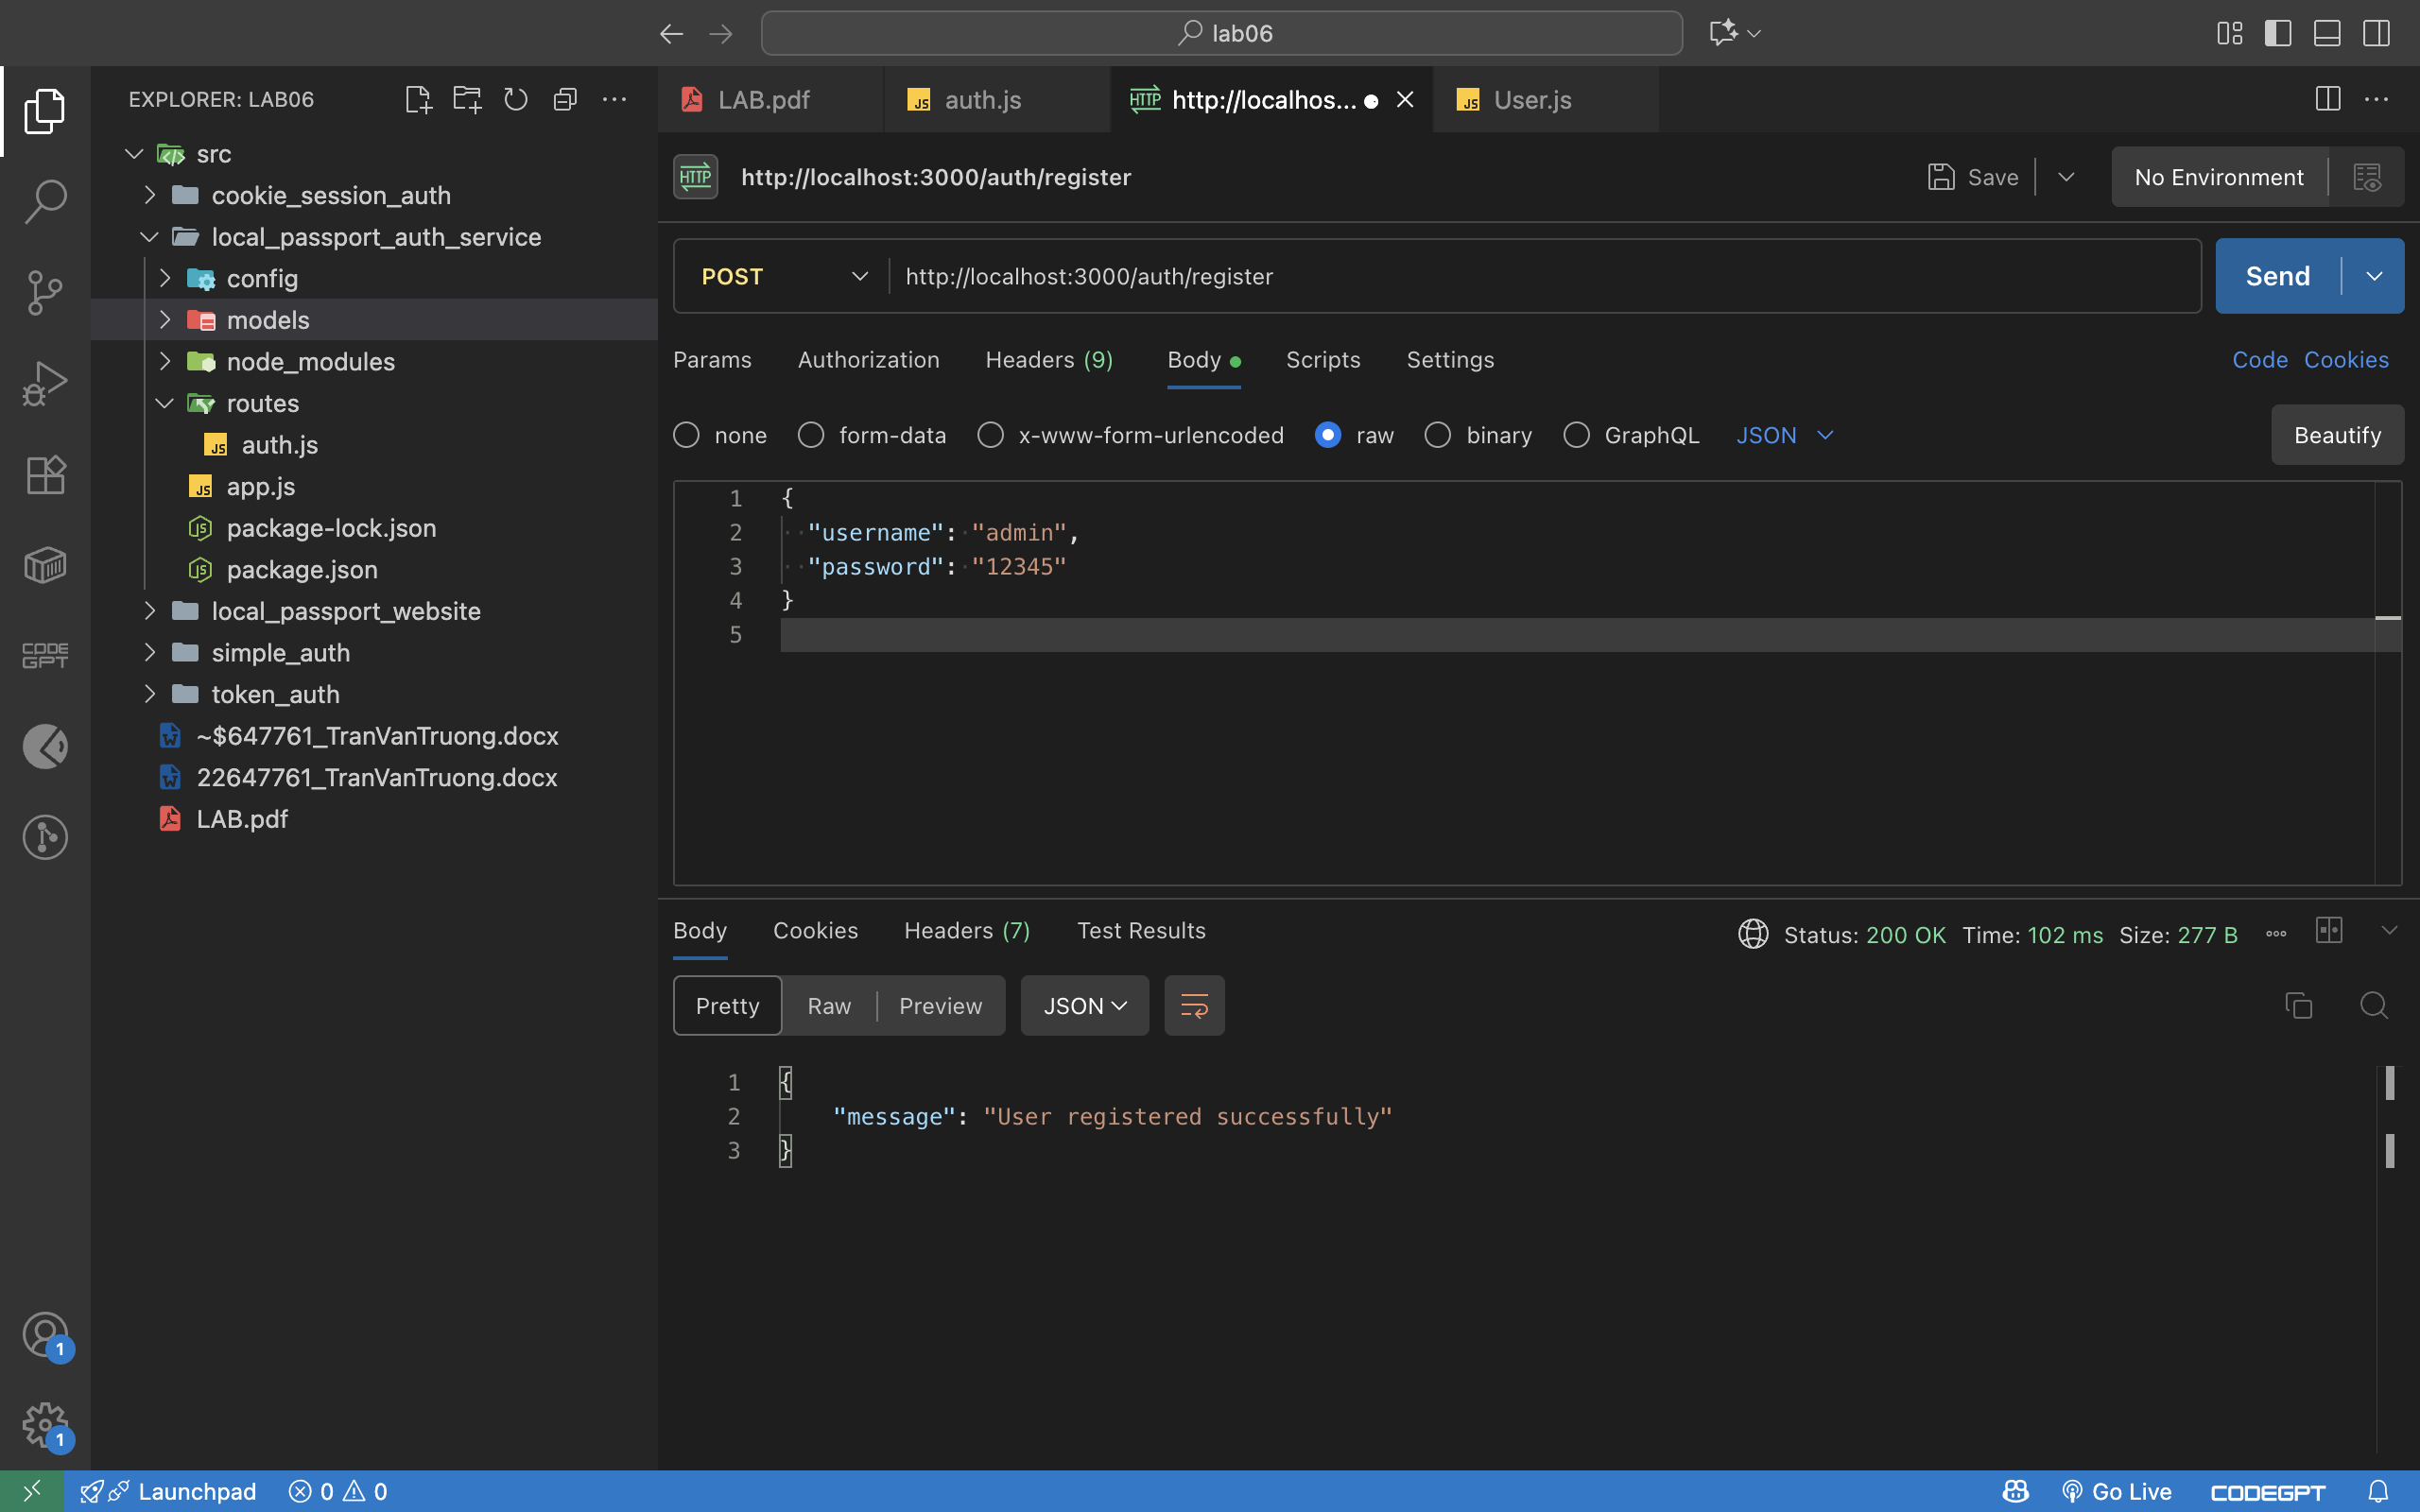 lab06
EXPLORER: LAB06
src
cookie_session_auth
local_passport_auth_service
config
models
node_modules
routes
auth.js
app.js
package-lock.json
package.json
local_passport_website
simple_auth
token_auth
~$647761_TranVanTruong.docx
22647761_TranVanTruong.docx
LAB.pdf
CODE
GPT
1
1
LAB.pdf
auth.js
http://localhos...
User.js
HTTP http://localhost:3000/auth/register
Save
No Environment
POST http://localhost:3000/auth/register
Send
Params Authorization Headers (9) Body Scripts Settings Code Cookies
none form-data x-www-form-urlencoded raw binary GraphQL JSON Beautify
1 {
2 "username": "admin",
3 "password": "12345"
4 }
5
Body Cookies Headers (7) Test Results Status: 200 OK Time: 102 ms Size: 277 B
Pretty Raw Preview JSON
1 {
2 "message": "User registered successfully"
3 }
Launchpad 0 0 Go Live CODEGPT